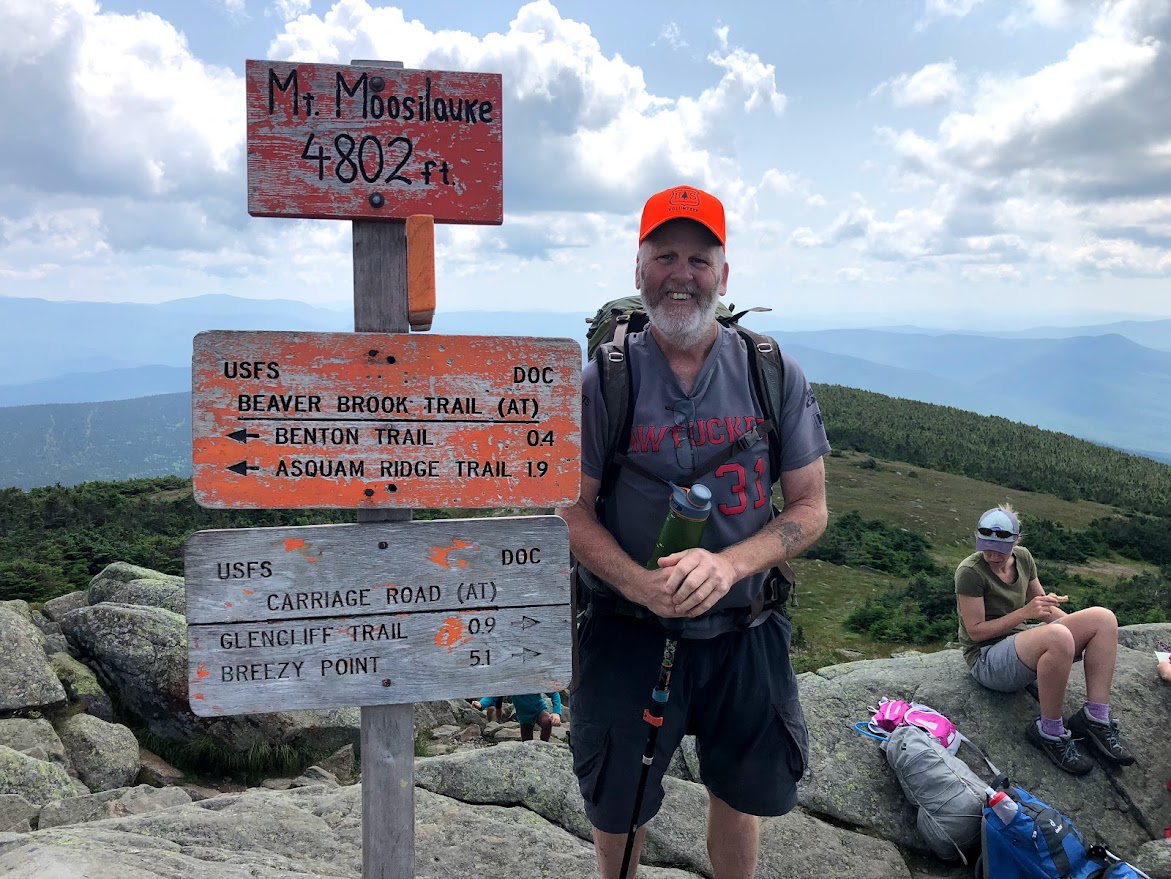 Mt. Moosilauke
4802 ft.
USFS DOC
BEAVER BROOK TRAIL (AT)
BENTON TRAIL 0.4
ASQUAM RIDGE TRAIL 1.9
USFS DOC
CARRIAGE ROAD (AT)
GLENCLIFF TRAIL 0.9
BREEZY POINT 5.1
VOLUNTEER
31